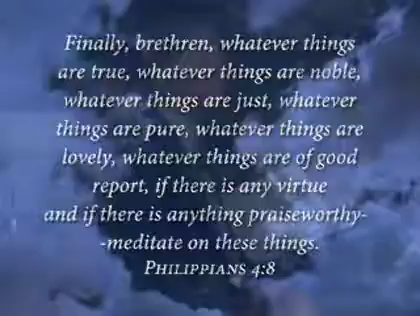 Finally, brethren, whatever things
are true, whatever things are noble,
whatever things are just, whatever
things are pure, whatever things are
lovely, whatever things are of good
report, if there is any virtue
and if there is anything praiseworthy-
-meditate on these things.
PHILIPPIANS 4:8